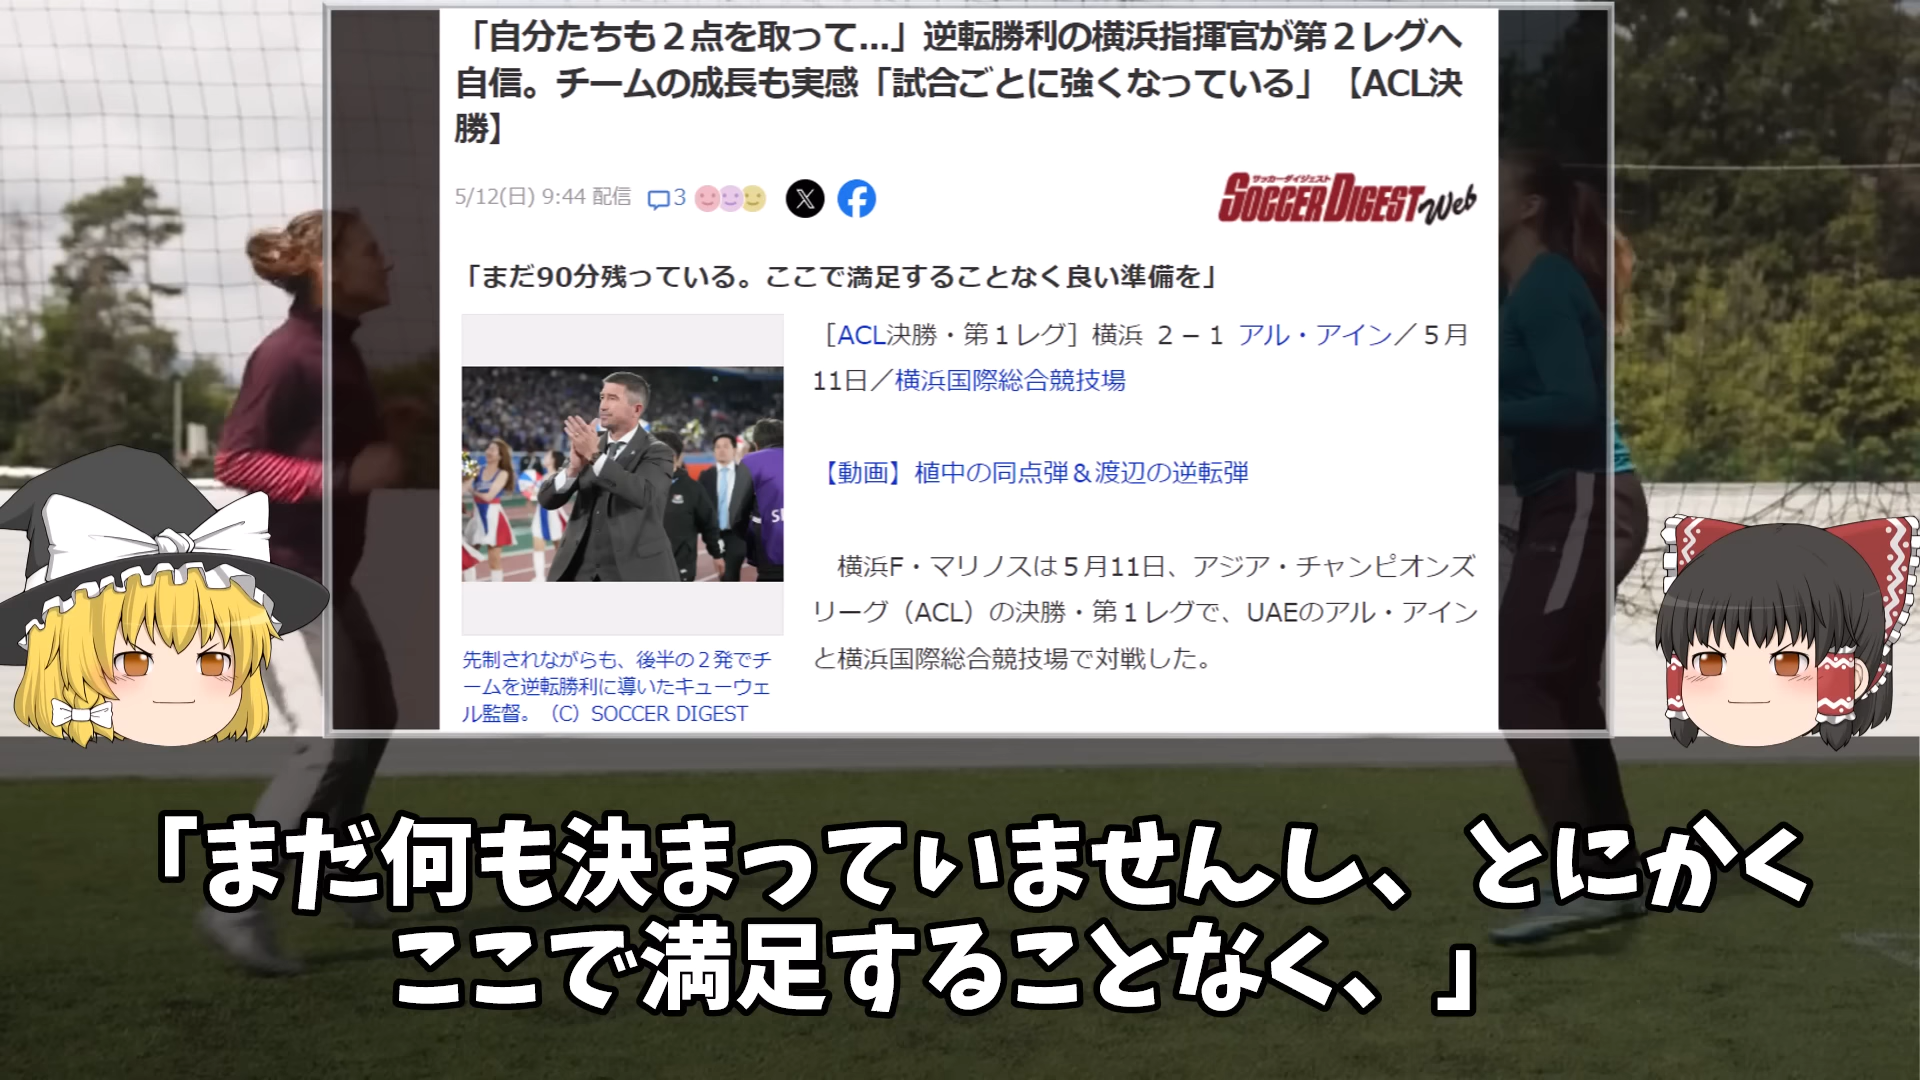 「自分たちも２点を取って…」逆転勝利の横浜指揮官が第２レグへ
自信。チームの成長も実感「試合ごとに強くなっている」【ACL決
勝】
5/12(日) 9:44 配信 3
サッカーダイジェスト
SOCCER DIGEST Web
「まだ90分残っている。ここで満足することなく良い準備を」
［ACL決勝・第１レグ］横浜 ２－１ アル・アイン／５月
11日／横浜国際総合競技場
【動画】植中の同点弾＆渡辺の逆転弾
横浜F・マリノスは５月11日、アジア・チャンピオンズ
リーグ（ACL）の決勝・第１レグで、UAEのアル・アイン
と横浜国際総合競技場で対戦した。
先制されながらも、後半の２発でチ
ームを逆転勝利に導いたキューウェ
ル監督。（C）SOCCER DIGEST
「まだ何も決まっていませんし、とにかく
ここで満足することなく、」